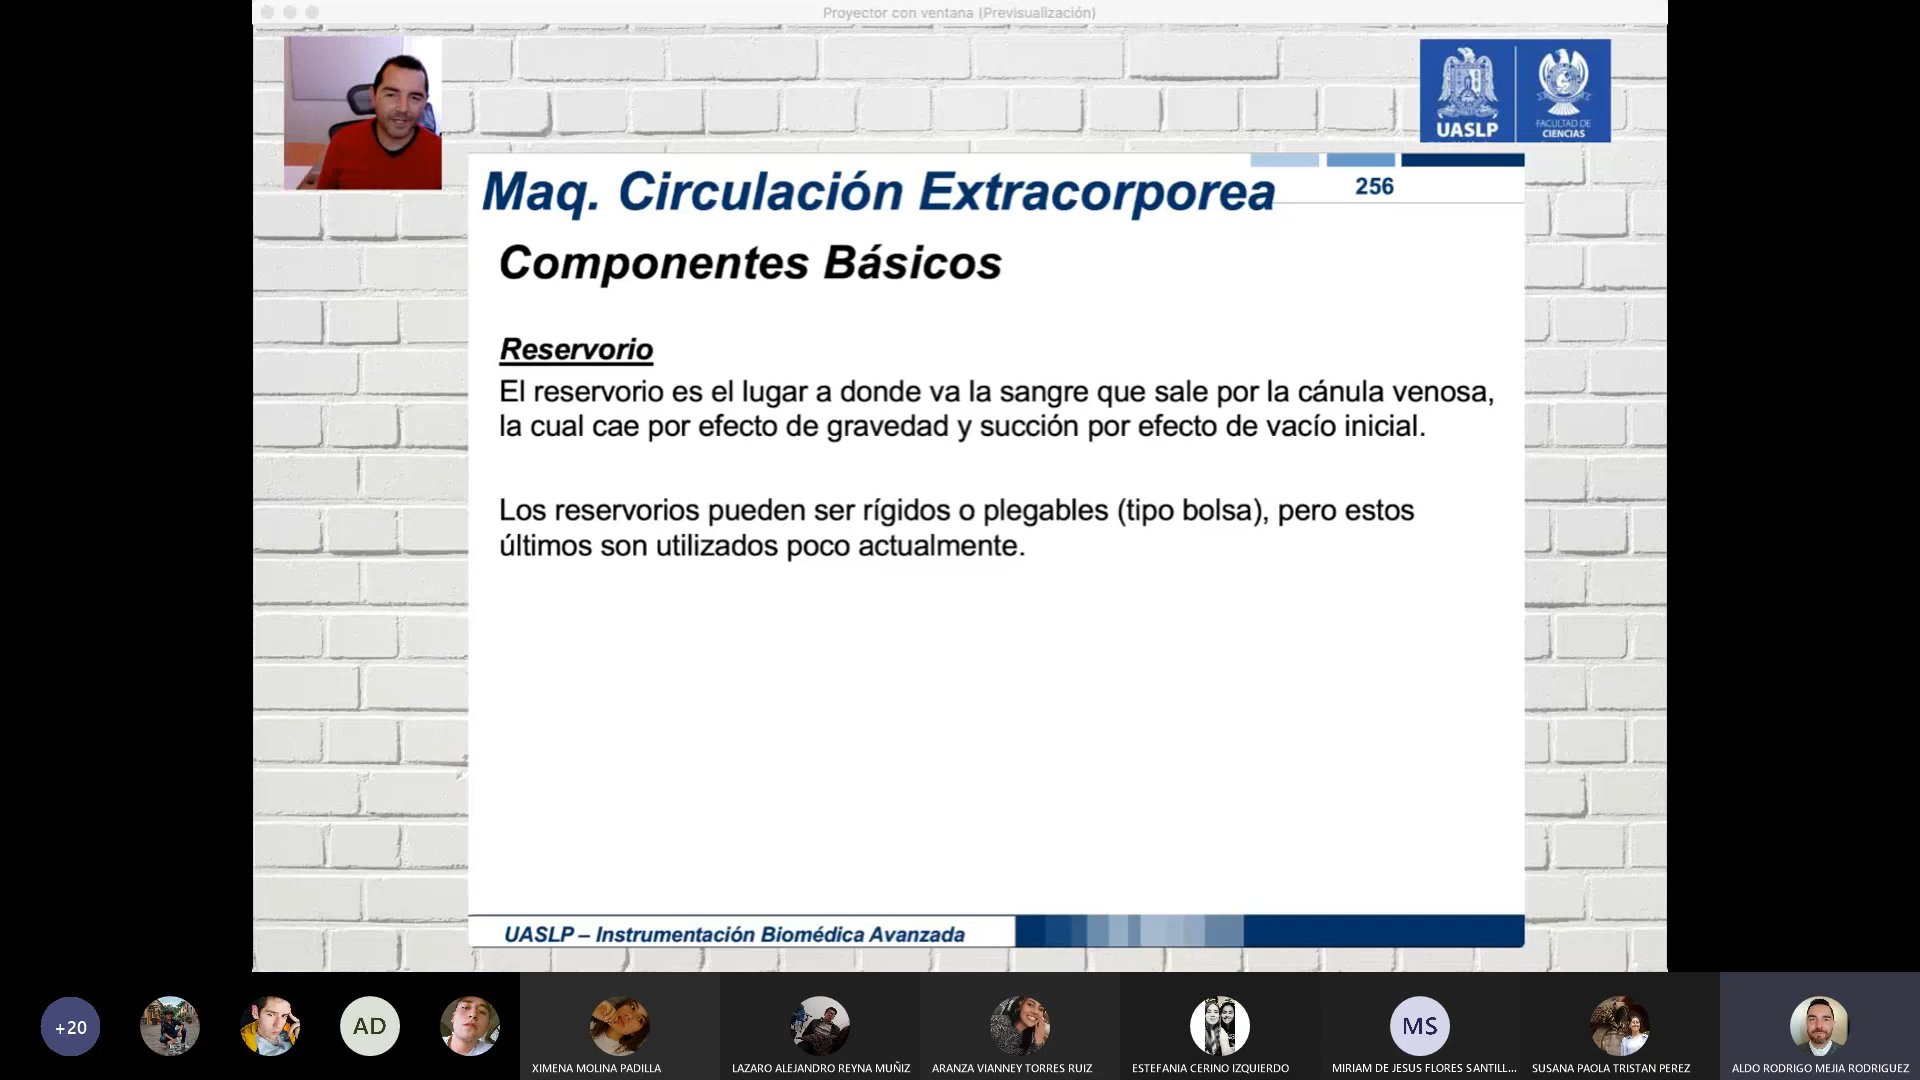 Proyector con ventana (Previsualización)
UASLP
FACULTAD DE
CIENCIAS
Maq. Circulación Extracorporea
256
Componentes Básicos
Reservorio
El reservorio es el lugar a donde va la sangre que sale por la cánula venosa,
la cual cae por efecto de gravedad y succión por efecto de vacío inicial.
Los reservorios pueden ser rígidos o plegables (tipo bolsa), pero estos
últimos son utilizados poco actualmente.
UASLP – Instrumentación Biomédica Avanzada
+20
AD
MS
XIMENA MOLINA PADILLA
LAZARO ALEJANDRO REYNA MUÑIZ
ARANZA VIANNEY TORRES RUIZ
ESTEFANIA CERINO IZQUIERDO
MIRIAM DE JESUS FLORES SANTILL...
SUSANA PAOLA TRISTAN PEREZ
ALDO RODRIGO MEJIA RODRIGUEZ